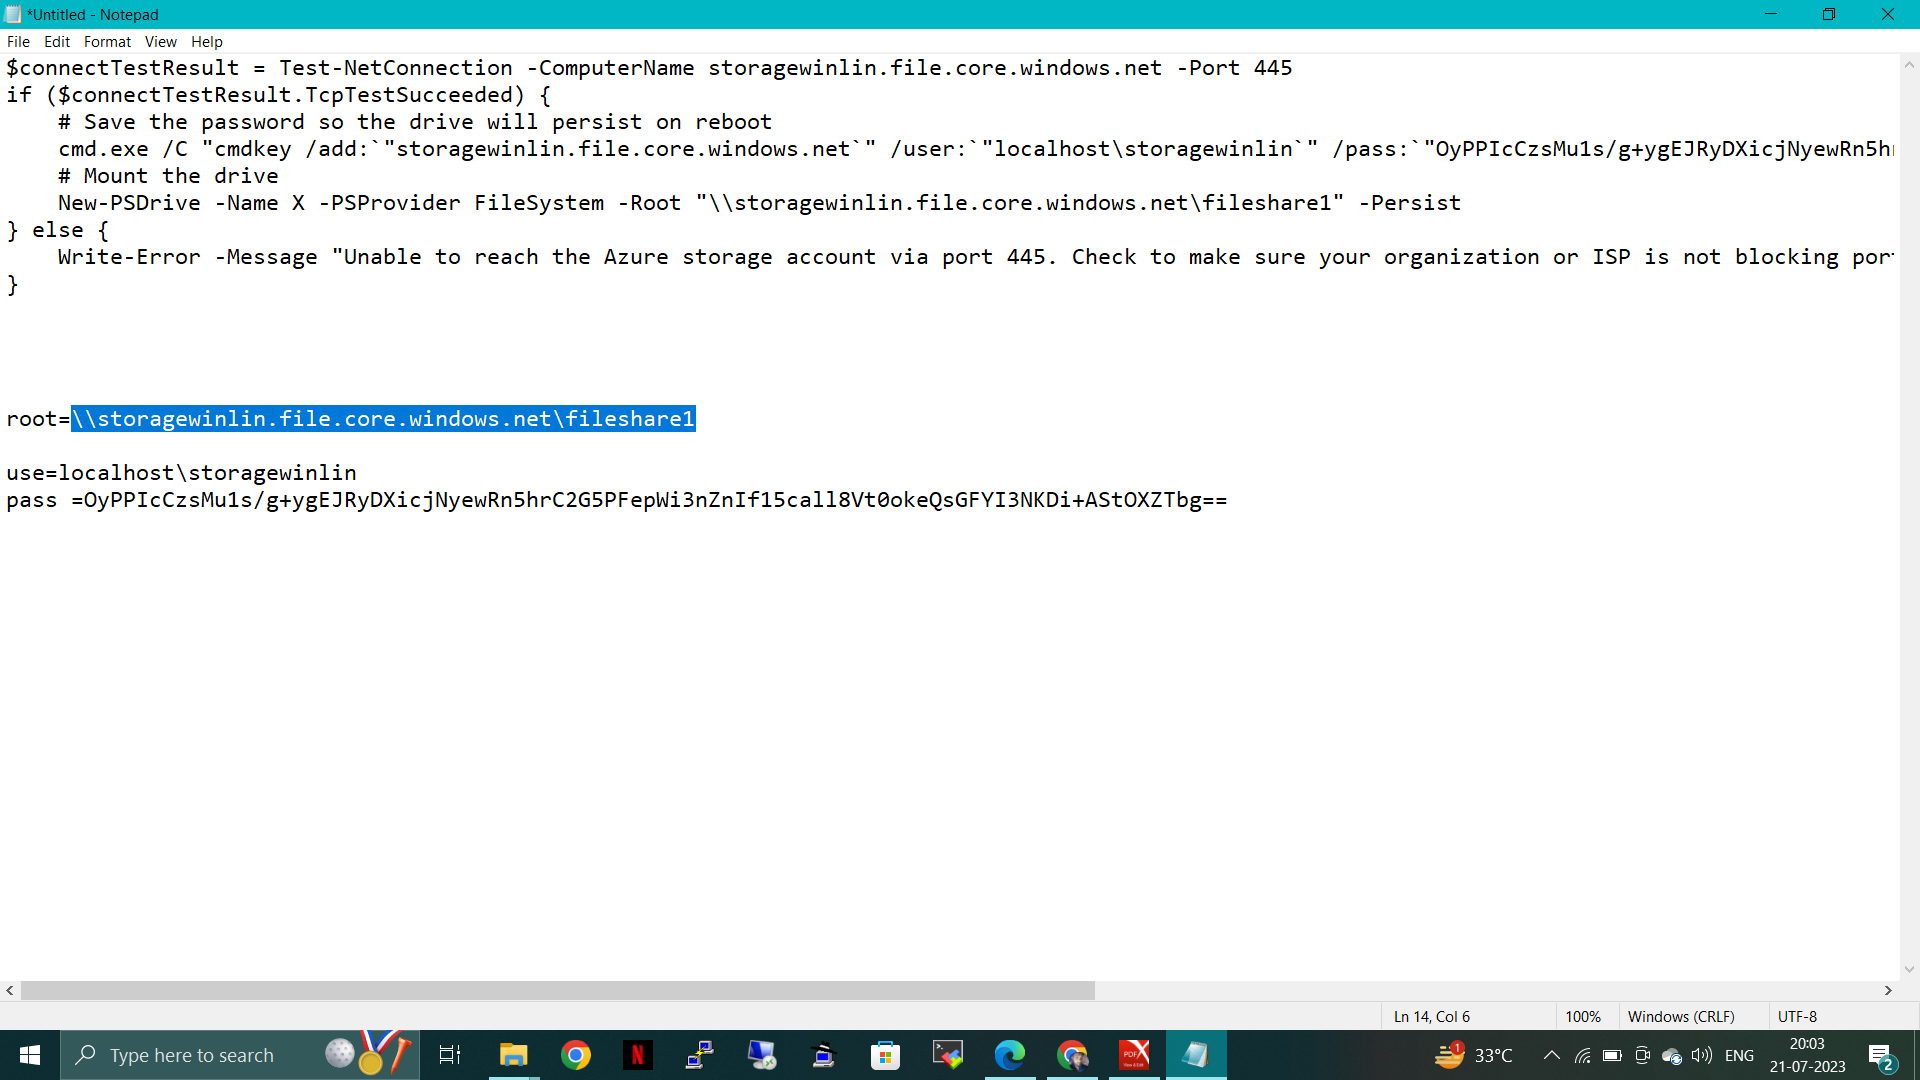 *Untitled - Notepad
File Edit Format View Help
$connectTestResult = Test-NetConnection -ComputerName storagewinlin.file.core.windows.net -Port 445
if ($connectTestResult.TcpTestSucceeded) {
    # Save the password so the drive will persist on reboot
    cmd.exe /C "cmdkey /add:`"storagewinlin.file.core.windows.net`" /user:`"localhost\storagewinlin`" /pass:`"OyPPIcCzsMu1s/g+ygEJRyDXicjNyewRn5h
    # Mount the drive
    New-PSDrive -Name X -PSProvider FileSystem -Root "\\storagewinlin.file.core.windows.net\fileshare1" -Persist
} else {
    Write-Error -Message "Unable to reach the Azure storage account via port 445. Check to make sure your organization or ISP is not blocking por
}
root=\\storagewinlin.file.core.windows.net\fileshare1
use=localhost\storagewinlin
pass =OyPPIcCzsMu1s/g+ygEJRyDXicjNyewRn5hrC2G5PFepWi3nZnIf15call8Vt0okeQsGFYI3NKDi+AStOXZTbg==
Ln 14, Col 6 100% Windows (CRLF) UTF-8
Type here to search
1 33°C ENG
20:03
21-07-2023
2